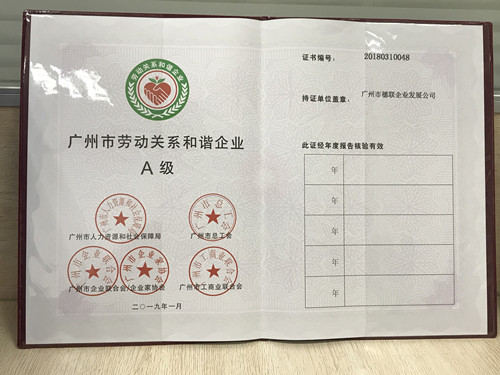 劳动关系和谐企业
广州市劳动关系和谐企业
A 级
广州市人力资源和社会保障局
广州市总工会
广州市企业联合会/企业家协会
广州市工商业联合会
二〇一九年一月
证书编号： 20180310048
持证单位盖章： 广州市穗联企业发展公司
此证经年度报告核验有效
年
年
年
年
年